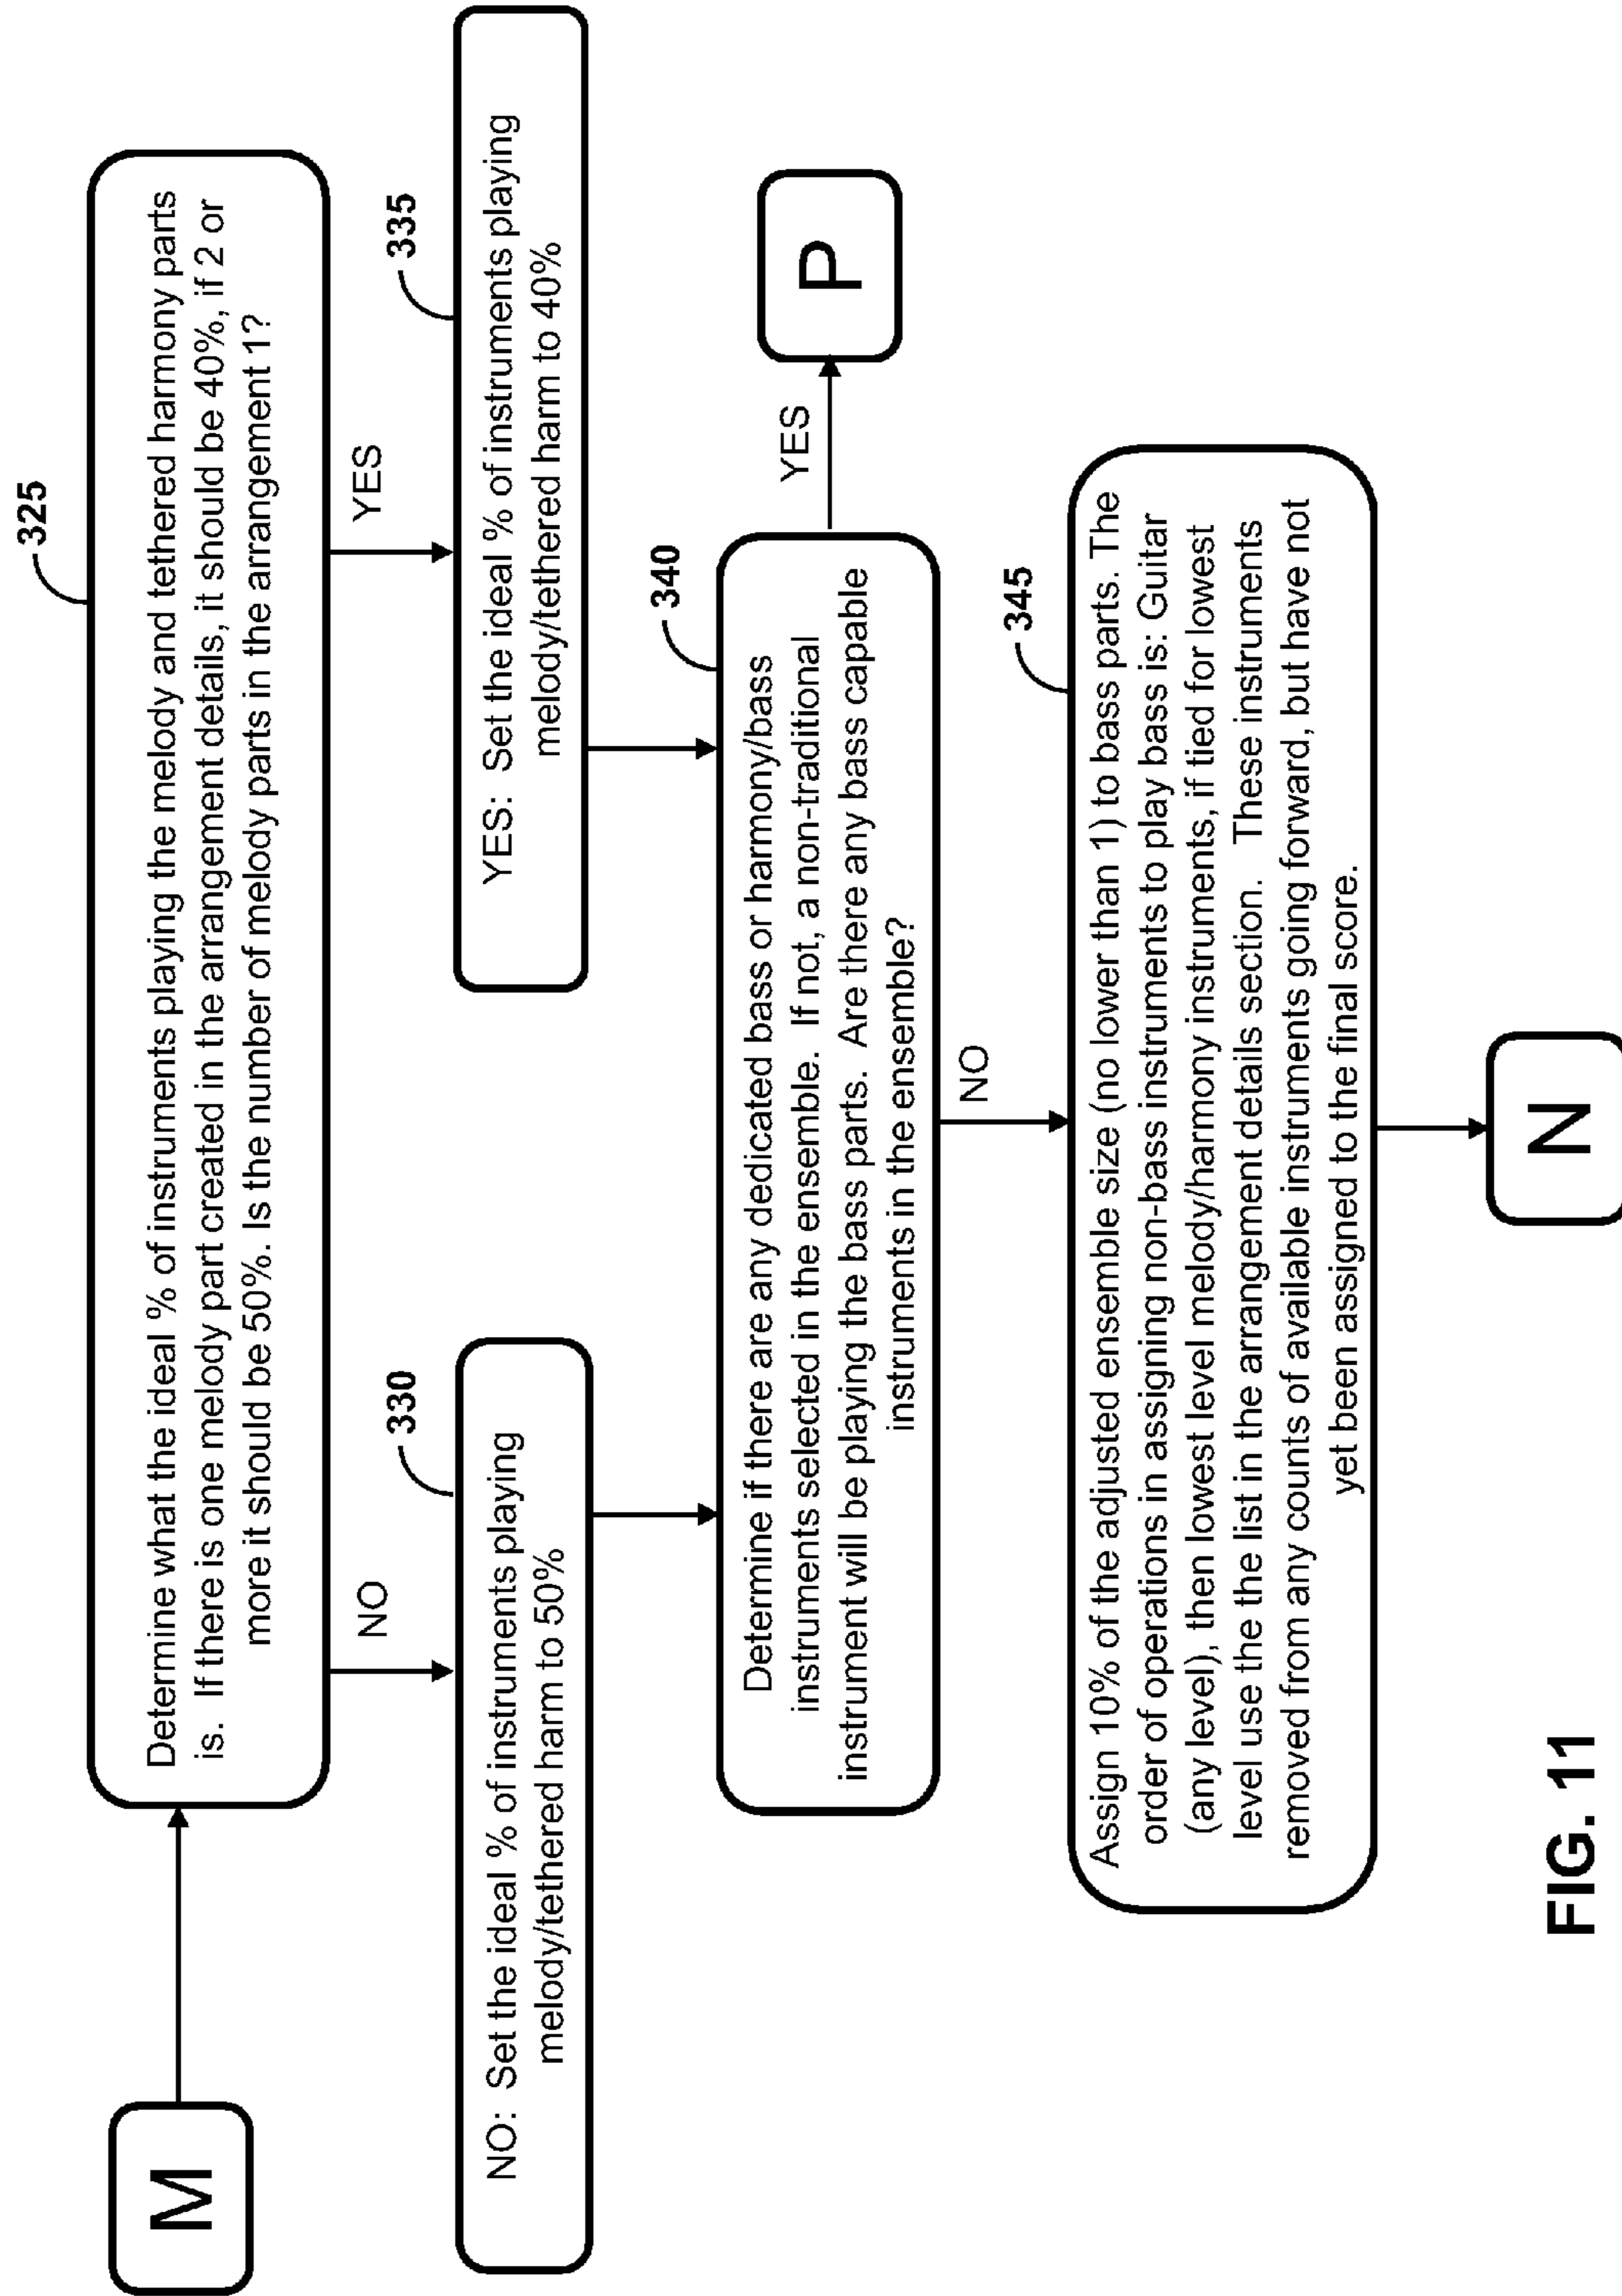 M
325
Determine what the ideal % of instruments playing the melody and tethered harmony parts
is.  If there is one melody part created in the arrangement details, it should be 40%, if 2 or
more it should be 50%. Is the number of melody parts in the arrangement 1?
NO
YES
330
NO:  Set the ideal % of instruments playing
melody/tethered harm to 50%
335
YES:  Set the ideal % of instruments playing
melody/tethered harm to 40%
340
Determine if there are any dedicated bass or harmony/bass
instruments selected in the ensemble.  If not, a non-traditional
instrument will be playing the bass parts.  Are there any bass capable
instruments in the ensemble?
YES
P
NO
345
Assign 10% of the adjusted ensemble size (no lower than 1) to bass parts. The
order of operations in assigning non-bass instruments to play bass is: Guitar
(any level), then lowest level melody/harmony instruments, if tied for lowest
level use the the list in the arrangement details section.   These instruments
removed from any counts of available instruments going forward, but have not
yet been assigned to the final score.
N
FIG. 11